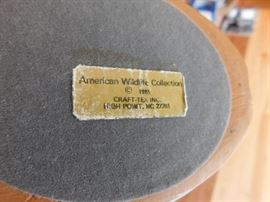 American Wildlife Collection
©
CRAFT-TEX INC.
HIGH POINT, NC